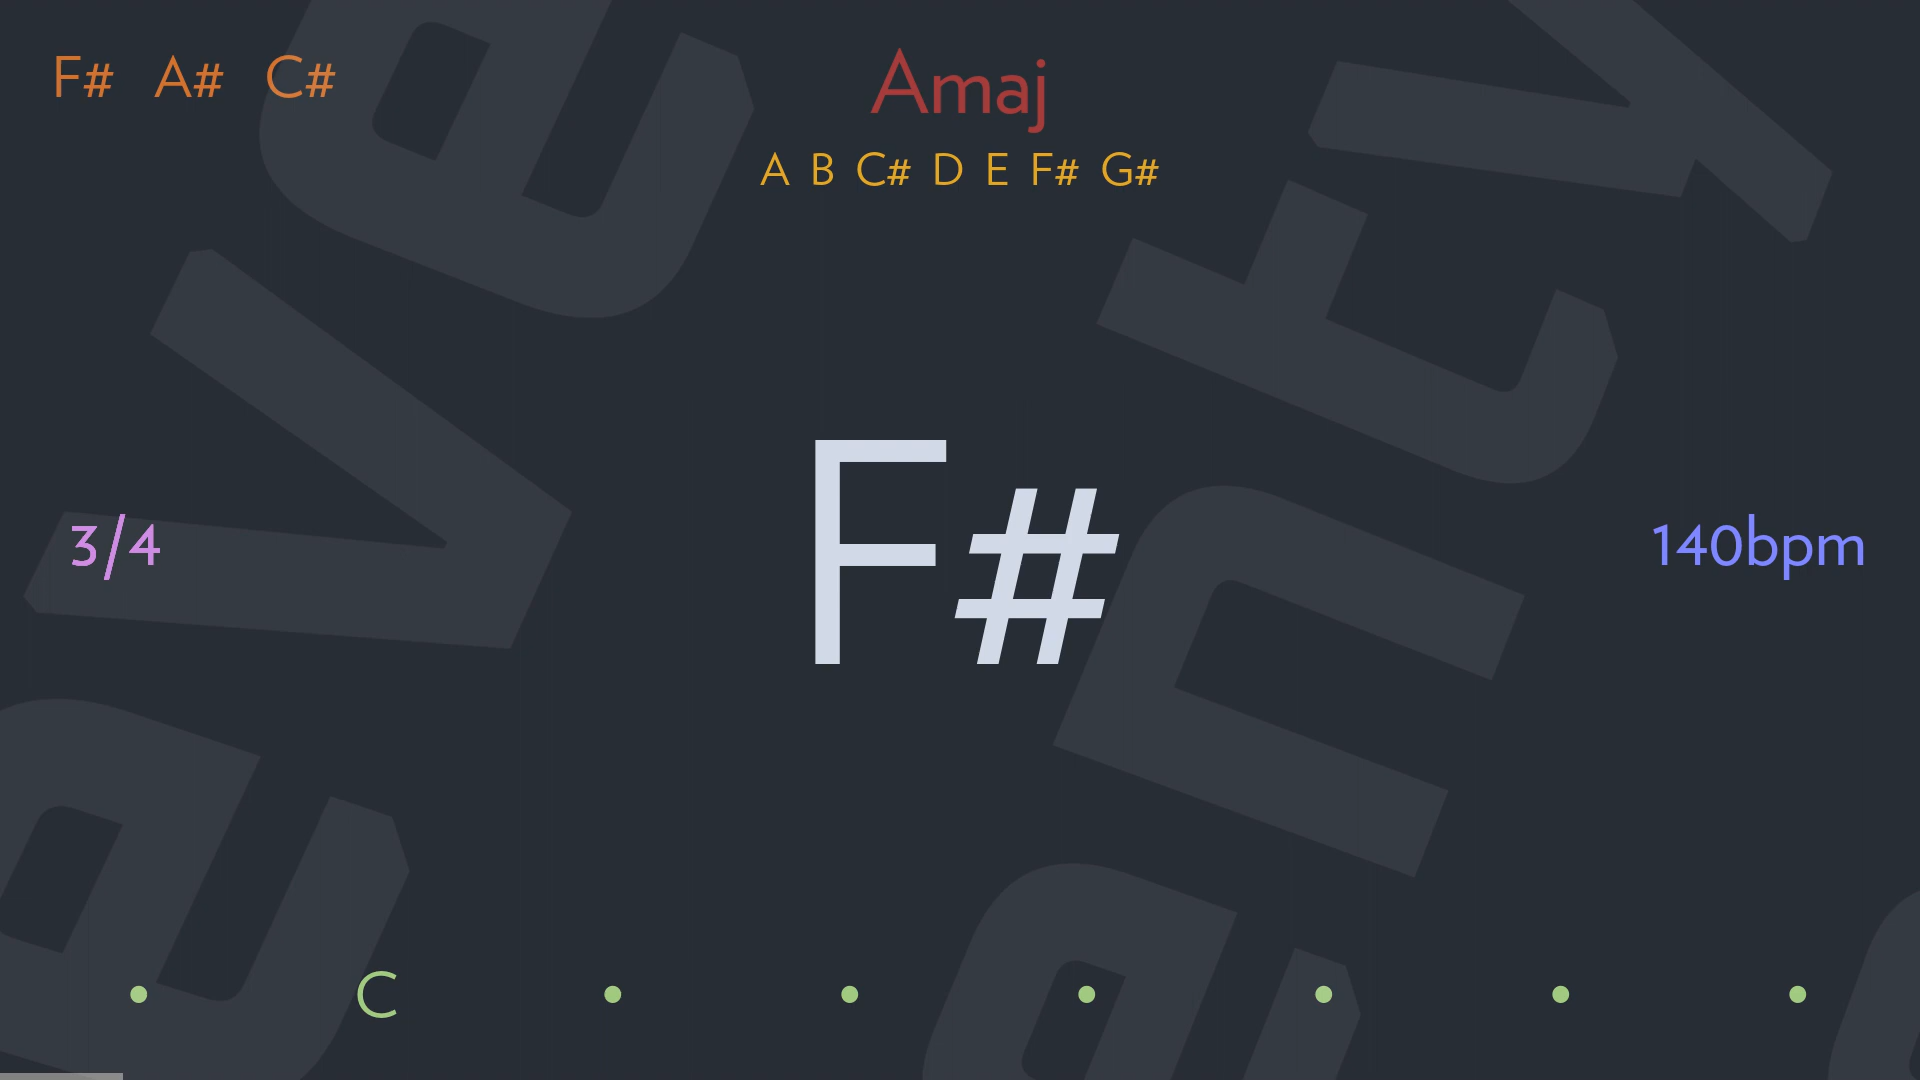 F# A# C#
Amaj
A B C# D E F# G#
3/4
F#
140bpm
C